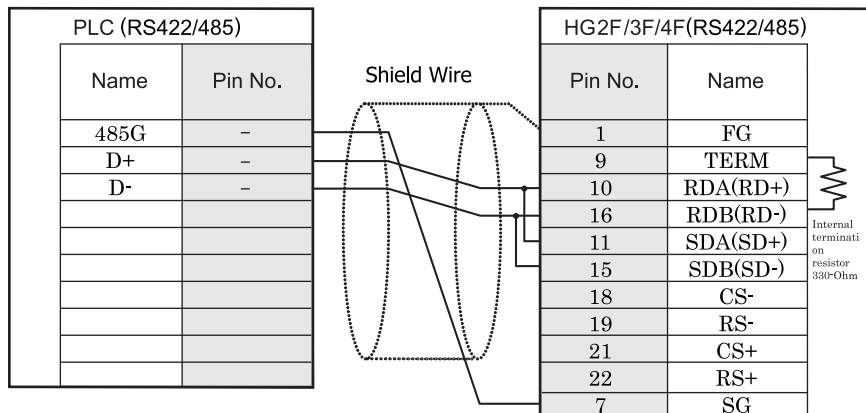 PLC (RS422/485)
Name Pin No.
485G –
D+ –
D- –
Shield Wire
HG2F/3F/4F(RS422/485)
Pin No. Name
1 FG
9 TERM
10 RDA(RD+)
16 RDB(RD-)
11 SDA(SD+)
15 SDB(SD-)
18 CS-
19 RS-
21 CS+
22 RS+
7 SG
Internal
terminati
on
resistor
330-Ohm